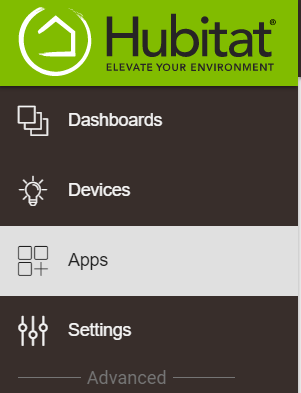 Hubitat®
ELEVATE YOUR ENVIRONMENT
Dashboards
Devices
Apps
Settings
Advanced